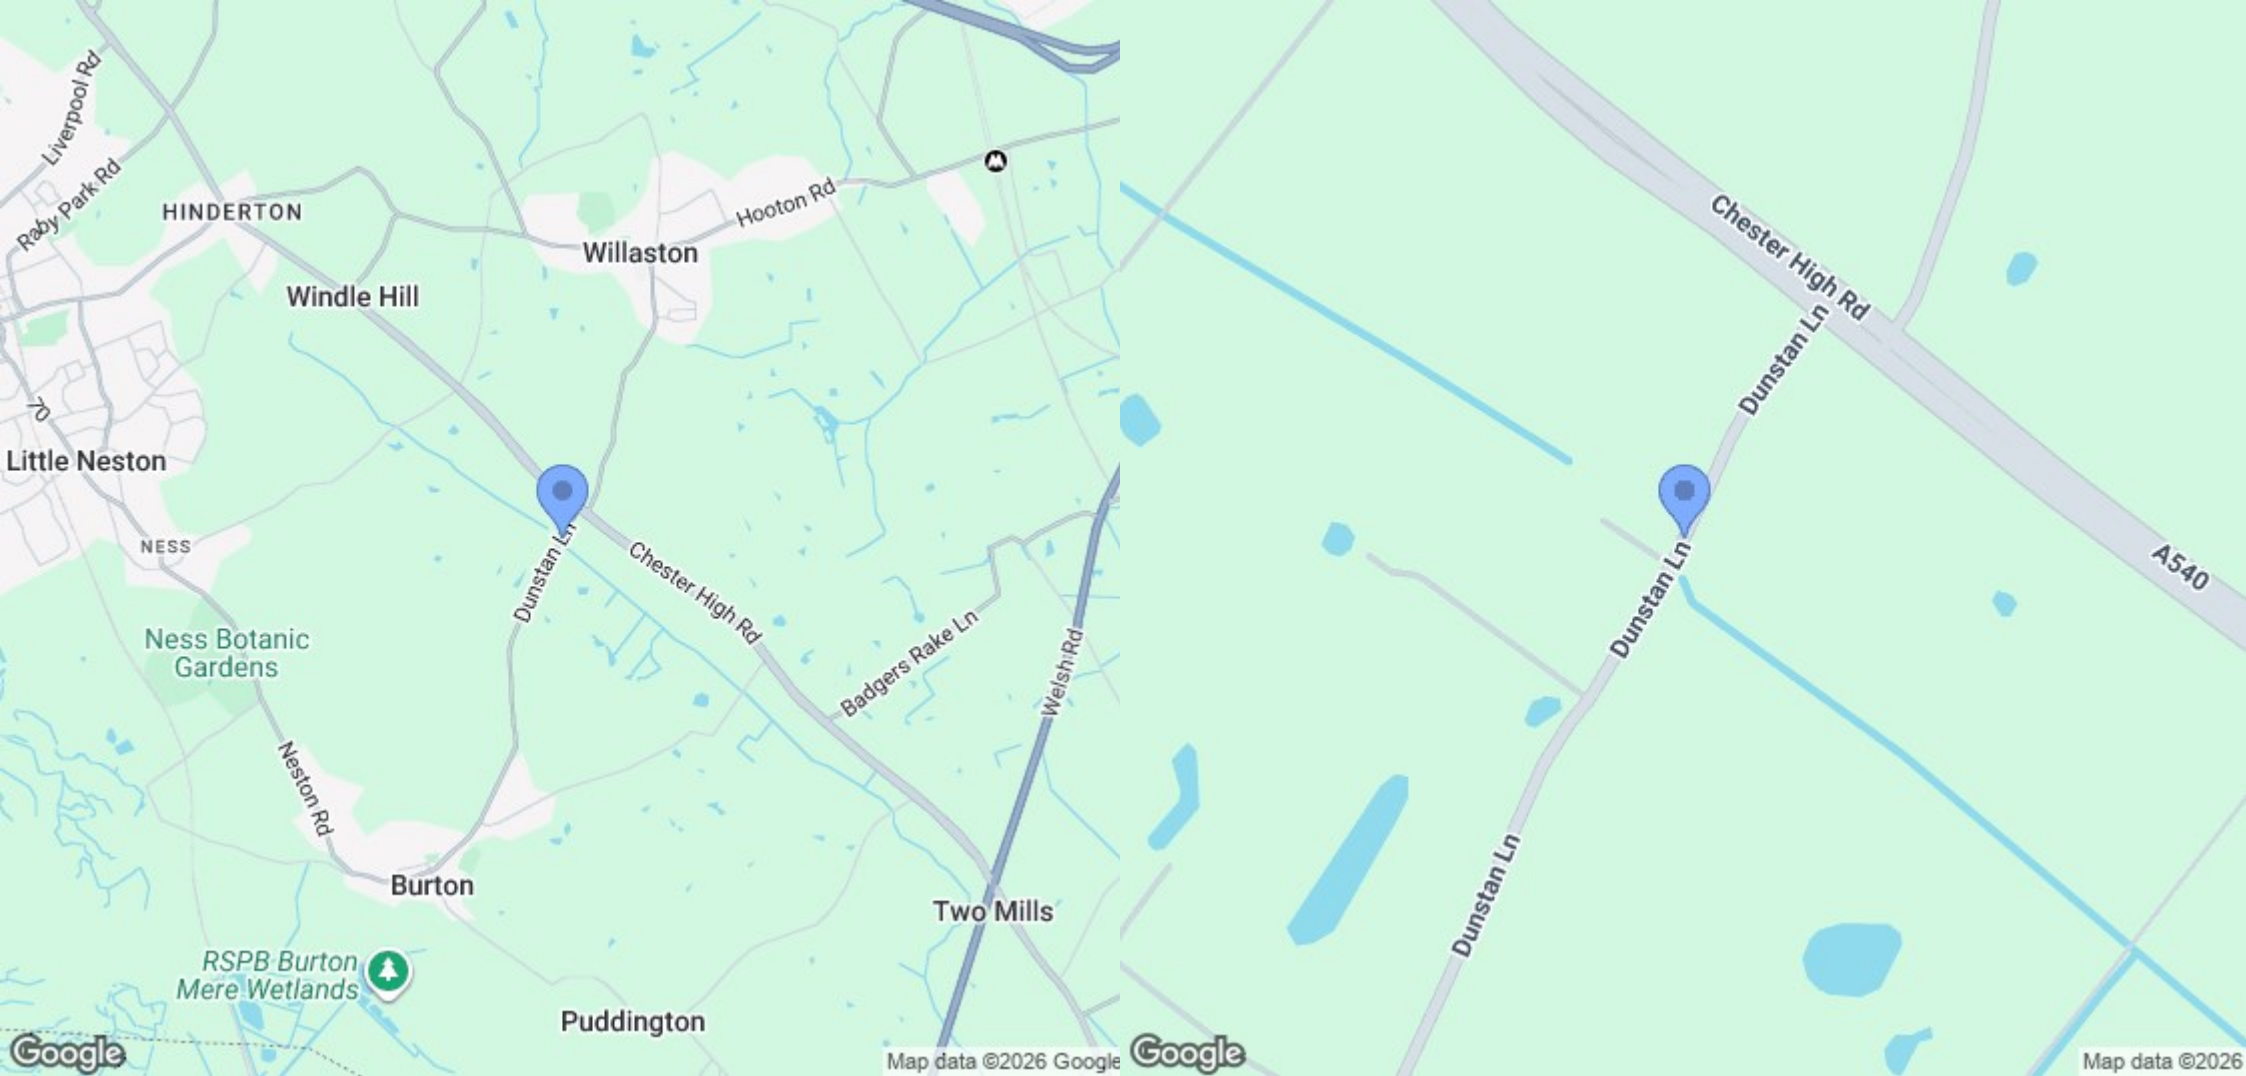 Liverpool Rd
Raby Park Rd
HINDERTON
Hooton Rd
Willaston
Windle Hill
70
Little Neston
NESS
Dunstan Ln
Chester High Rd
Ness Botanic
Gardens
Badgers Rake Ln
Welsh Rd
Neston Rd
Burton
Two Mills
RSPB Burton
Mere Wetlands
Puddington
Google
Map data ©2026 Google
Chester High Rd
Dunstan Ln
A540
Dunstan Ln
Dunstan Ln
Google
Map data ©2026